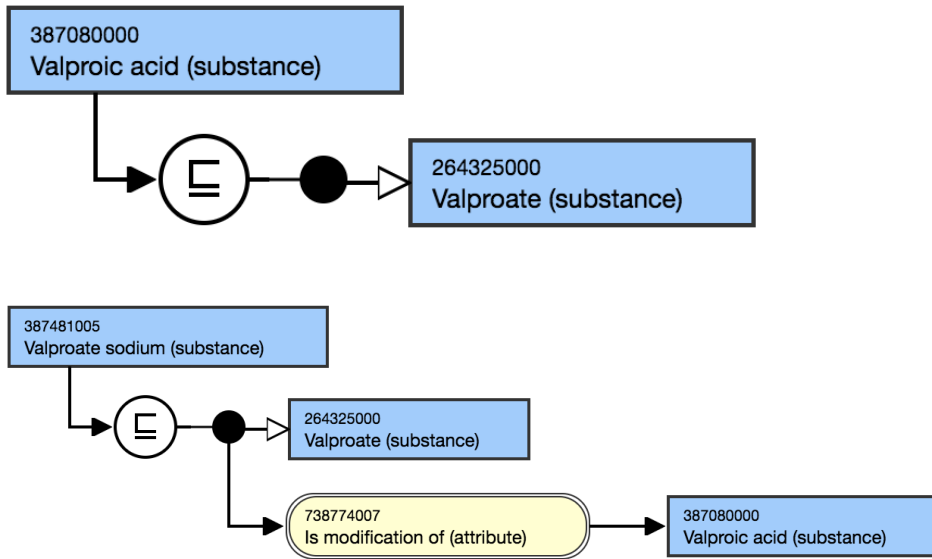 387080000
Valproic acid (substance)
⊑
264325000
Valproate (substance)
387481005
Valproate sodium (substance)
⊑
264325000
Valproate (substance)
738774007
Is modification of (attribute)
387080000
Valproic acid (substance)